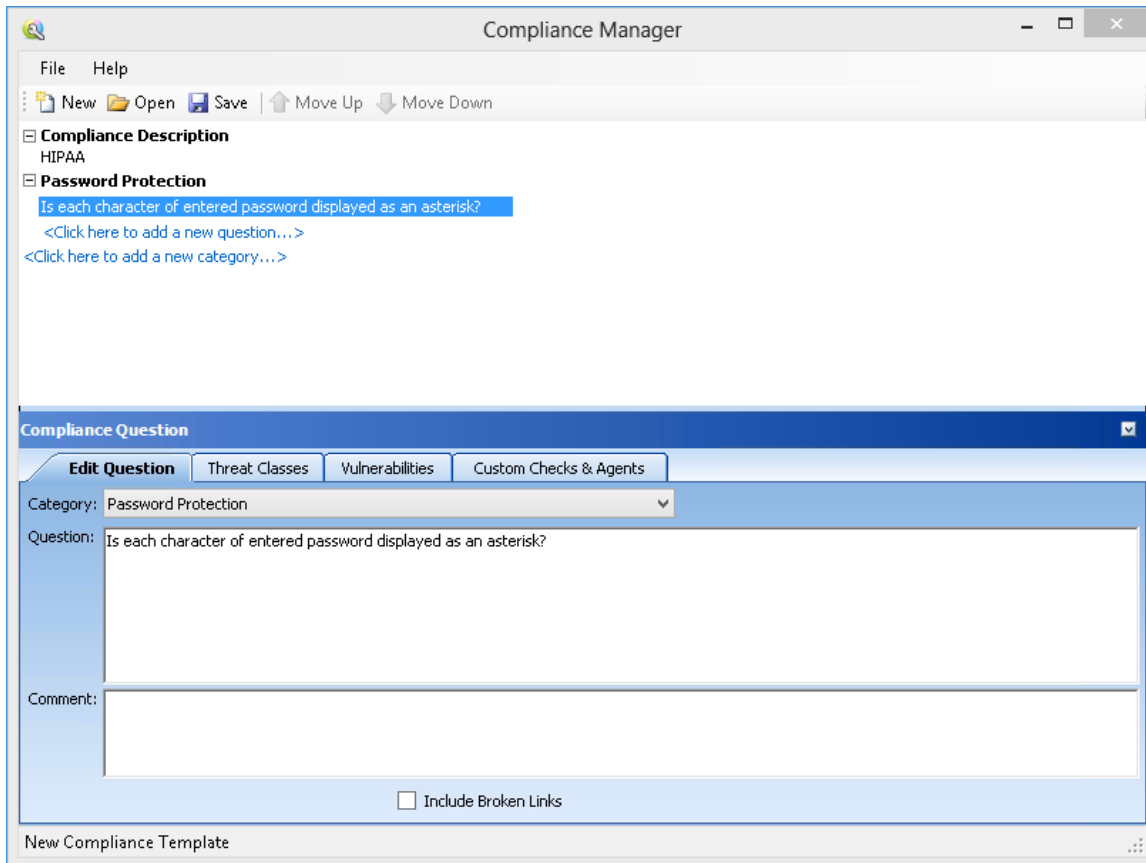 Compliance Manager
File Help
New Open Save Move Up Move Down
Compliance Description
HIPAA
Password Protection
Is each character of entered password displayed as an asterisk?
<Click here to add a new question...>
<Click here to add a new category...>
Compliance Question
Edit Question Threat Classes Vulnerabilities Custom Checks & Agents
Category: Password Protection
Question: Is each character of entered password displayed as an asterisk?
Comment:
Include Broken Links
New Compliance Template